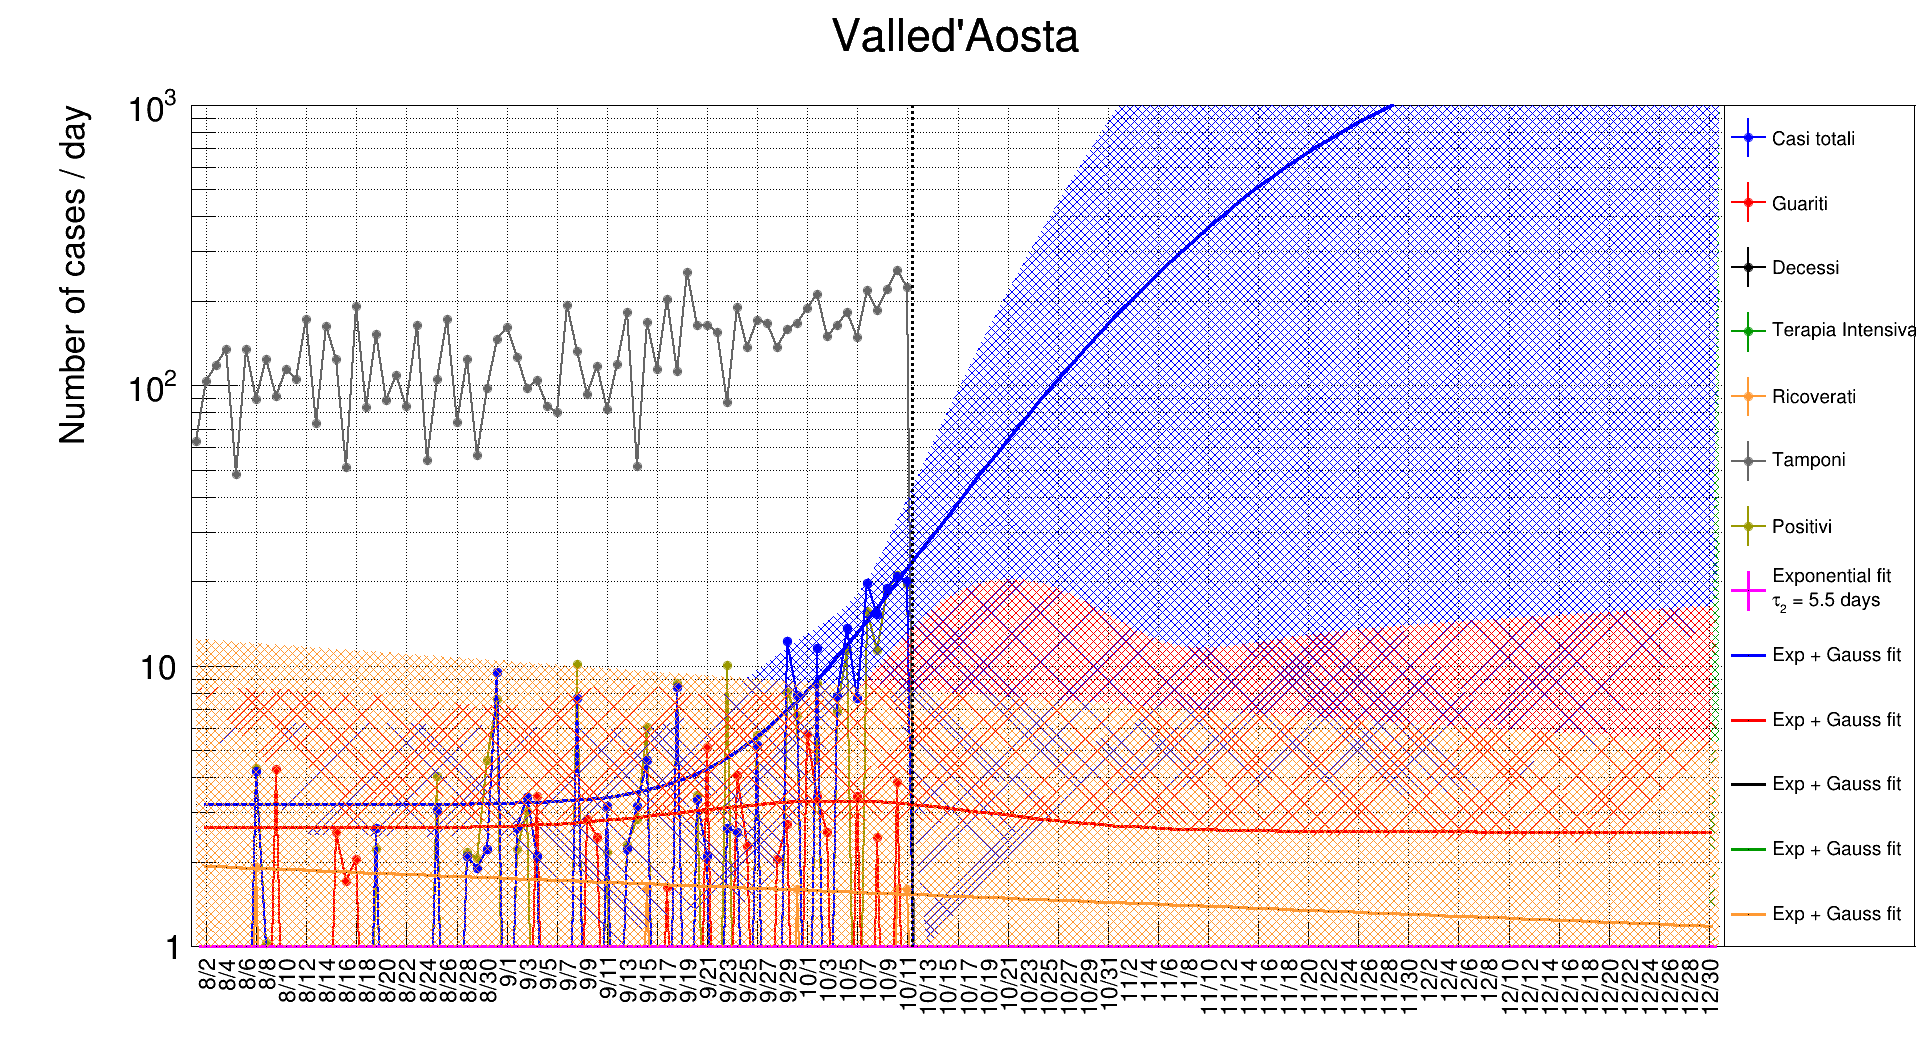 Valled'Aosta
Number of cases / day
10³
10²
10
1
8/2 8/4 8/6 8/8 8/10 8/12 8/14 8/16 8/18 8/20 8/22 8/24 8/26 8/28 8/30 9/1 9/3 9/5 9/7 9/9 9/11 9/13 9/15 9/17 9/19 9/21 9/23 9/25 9/27 9/29 10/1 10/3 10/5 10/7 10/9 10/11 10/13 10/15 10/17 10/19 10/21 10/23 10/25 10/27 10/29 10/31 11/2 11/4 11/6 11/8 11/10 11/12 11/14 11/16 11/18 11/20 11/22 11/24 11/26 11/28 11/30 12/2 12/4 12/6 12/8 12/10 12/12 12/14 12/16 12/18 12/20 12/22 12/24 12/26 12/28 12/30
Casi totali
Guariti
Decessi
Terapia Intensiva
Ricoverati
Tamponi
Positivi
Exponential fit
τ₂ = 5.5 days
Exp + Gauss fit
Exp + Gauss fit
Exp + Gauss fit
Exp + Gauss fit
Exp + Gauss fit